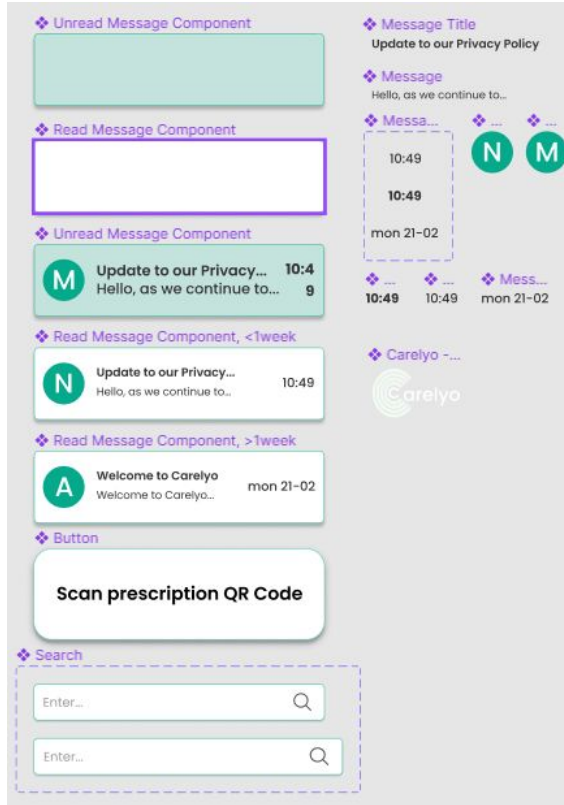 Unread Message Component
Read Message Component
Unread Message Component
M
Update to our Privacy... 10:4
Hello, as we continue to... 9
Read Message Component, <1week
N
Update to our Privacy...
Hello, as we continue to...
10:49
Read Message Component, >1week
A
Welcome to Carelyo
Welcome to Carelyo...
mon 21-02
Button
Scan prescription QR Code
Search
Enter...
Enter...
Message Title
Update to our Privacy Policy
Message
Hello, as we continue to...
Messa... ... ...
10:49
10:49
mon 21-02
N M
... ... Mess...
10:49 10:49 mon 21-02
Carelyo -...
Carelyo